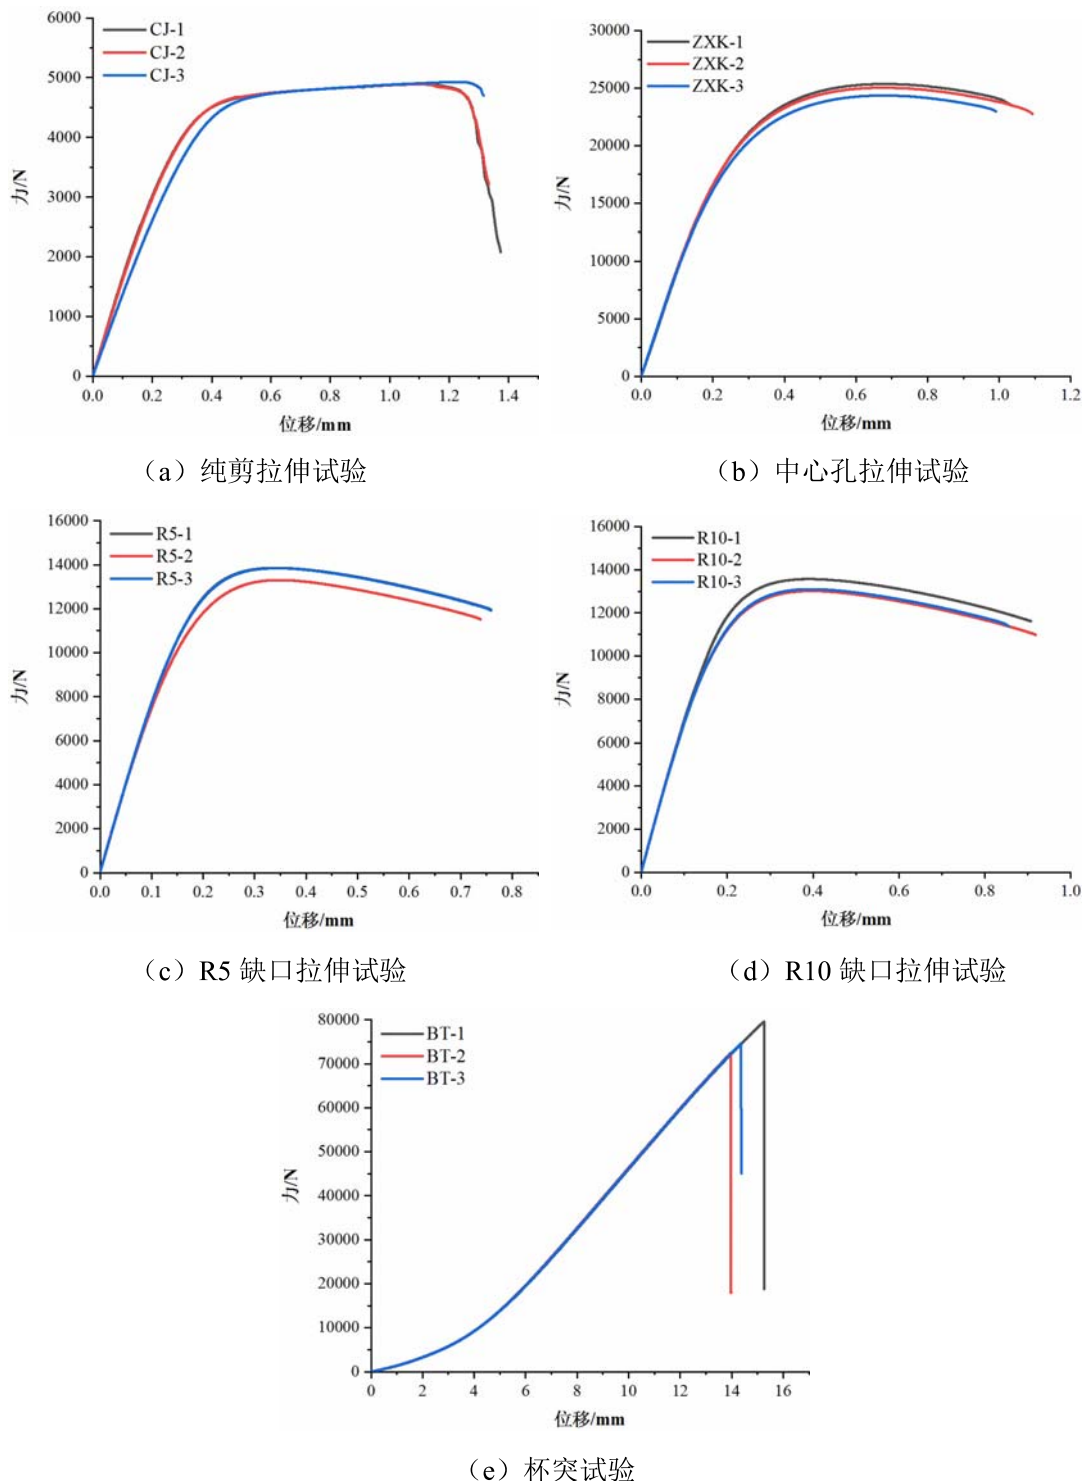 6000
5000
4000
3000
2000
1000
0
力/N
CJ-1
CJ-2
CJ-3
0.0 0.2 0.4 0.6 0.8 1.0 1.2 1.4
位移/mm
（a）纯剪拉伸试验
30000
25000
20000
15000
10000
5000
0
力/N
ZXK-1
ZXK-2
ZXK-3
0.0 0.2 0.4 0.6 0.8 1.0 1.2
位移/mm
（b）中心孔拉伸试验
16000
14000
12000
10000
8000
6000
4000
2000
0
力/N
R5-1
R5-2
R5-3
0.0 0.1 0.2 0.3 0.4 0.5 0.6 0.7 0.8
位移/mm
（c）R5 缺口拉伸试验
16000
14000
12000
10000
8000
6000
4000
2000
0
力/N
R10-1
R10-2
R10-3
0.0 0.2 0.4 0.6 0.8 1.0
位移/mm
（d）R10 缺口拉伸试验
80000
70000
60000
50000
40000
30000
20000
10000
0
力/N
BT-1
BT-2
BT-3
0 2 4 6 8 10 12 14 16
位移/mm
（e）杯突试验